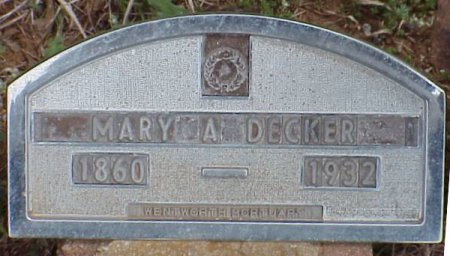 MARY A DECKER
1860 — 1932
WENTWORTH MORTUARY